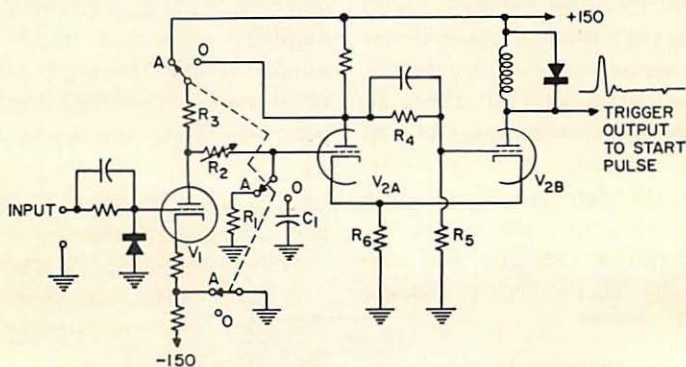 +150
A
O
R3
R4
TRIGGER
OUTPUT
TO START
PULSE
R2
V2A
V2B
A
O
INPUT
R1
C1
V1
R6
R5
A
O
-150